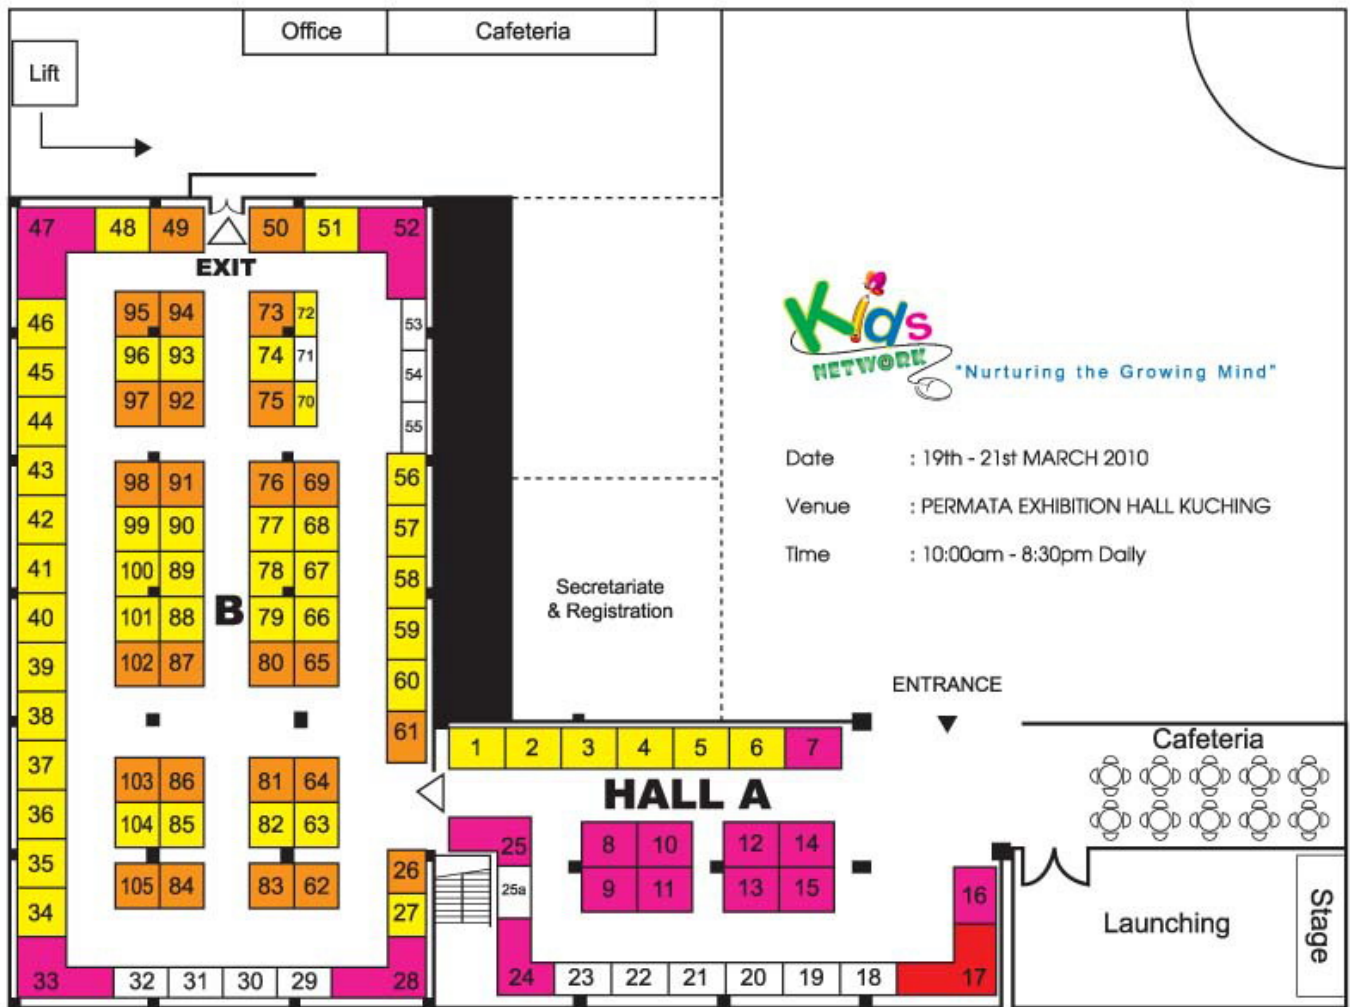 Office
Cafeteria
Lift
47 48 49 50 51 52
EXIT
95 94 73 72
46 53
96 93 74 71
45 54
97 92 75 70
44 55
43 56
98 91 76 69
42 57
99 90 77 68
41 58
100 89 78 67
40 59
101 88 B 79 66
39 60
102 87 80 65
38 61
37
103 86 81 64
36
104 85 82 63
35 26
105 84 83 62
34 27
33 32 31 30 29 28
Kids
NETWORK
"Nurturing the Growing Mind"
Date : 19th - 21st MARCH 2010
Venue : PERMATA EXHIBITION HALL KUCHING
Time : 10:00am - 8:30pm Daily
Secretariate
& Registration
ENTRANCE
1 2 3 4 5 6 7
HALL A
25 8 10 12 14
25a 9 11 13 15 16
24 23 22 21 20 19 18 17
Cafeteria
Launching
Stage